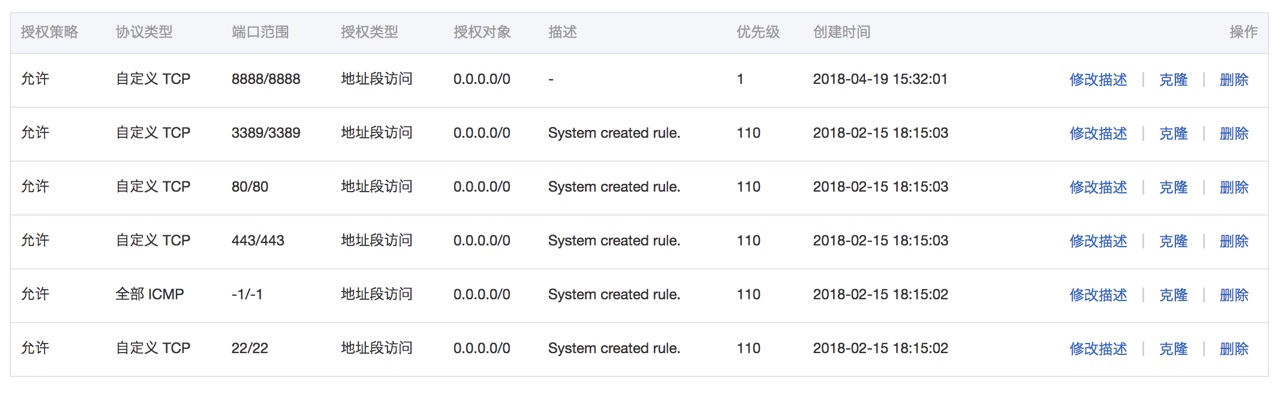 授权策略 协议类型 端口范围 授权类型 授权对象 描述 优先级 创建时间 操作
允许 自定义 TCP 8888/8888 地址段访问 0.0.0.0/0 - 1 2018-04-19 15:32:01 修改描述 | 克隆 | 删除
允许 自定义 TCP 3389/3389 地址段访问 0.0.0.0/0 System created rule. 110 2018-02-15 18:15:03 修改描述 | 克隆 | 删除
允许 自定义 TCP 80/80 地址段访问 0.0.0.0/0 System created rule. 110 2018-02-15 18:15:03 修改描述 | 克隆 | 删除
允许 自定义 TCP 443/443 地址段访问 0.0.0.0/0 System created rule. 110 2018-02-15 18:15:03 修改描述 | 克隆 | 删除
允许 全部 ICMP -1/-1 地址段访问 0.0.0.0/0 System created rule. 110 2018-02-15 18:15:02 修改描述 | 克隆 | 删除
允许 自定义 TCP 22/22 地址段访问 0.0.0.0/0 System created rule. 110 2018-02-15 18:15:02 修改描述 | 克隆 | 删除